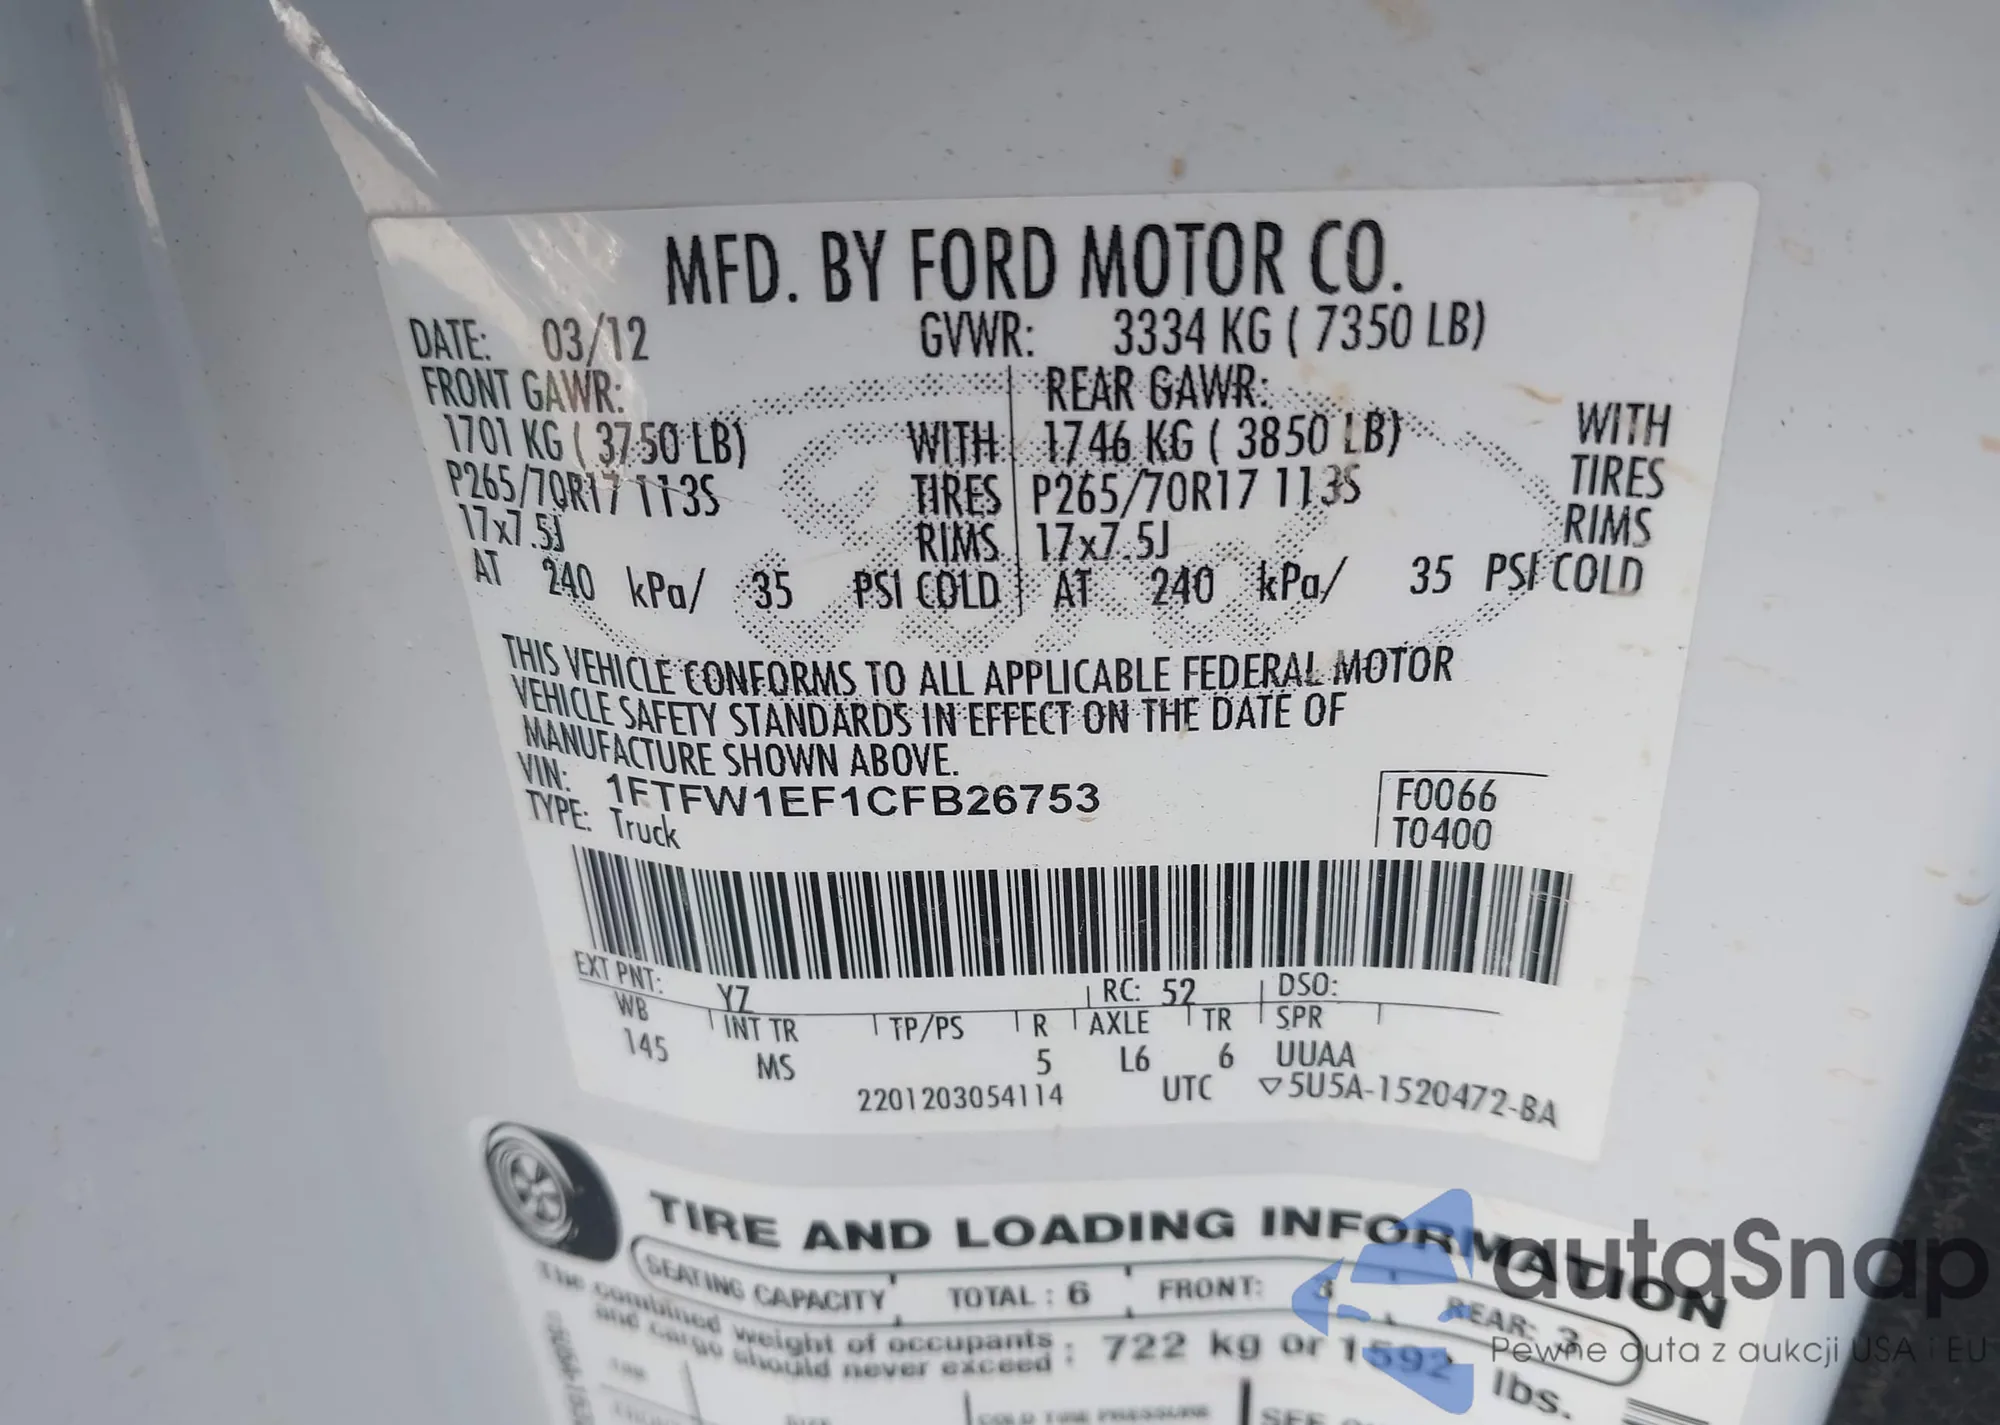 MFD. BY FORD MOTOR CO.
DATE: 03/12 GVWR: 3334 KG ( 7350 LB)
FRONT GAWR: REAR GAWR:
1701 KG ( 3750 LB) WITH 1746 KG ( 3850 LB) WITH
P265/70R17 113S TIRES P265/70R17 113S TIRES
17x7.5J RIMS 17x7.5J RIMS
AT 240 kPa/ 35 PSI COLD AT 240 kPa/ 35 PSI COLD
THIS VEHICLE CONFORMS TO ALL APPLICABLE FEDERAL MOTOR
VEHICLE SAFETY STANDARDS IN EFFECT ON THE DATE OF
MANUFACTURE SHOWN ABOVE.
VIN: 1FTFW1EF1CFB26753 F0066
TYPE: Truck T0400
EXT PNT: YZ RC: 52 DSO:
WB INT TR TP/PS R AXLE TR SPR
145 MS 5 L6 6 UUAA
2201203054114 UTC ▽5U5A-1520472-BA
TIRE AND LOADING INFORMATION
SEATING CAPACITY TOTAL : 6 FRONT: 3 REAR: 3
The combined weight of occupants
and cargo should never exceed : 722 kg or 1592 lbs.
COLD TIRE PRESSURE
autaSnap
Pewne auta z aukcji USA i EU